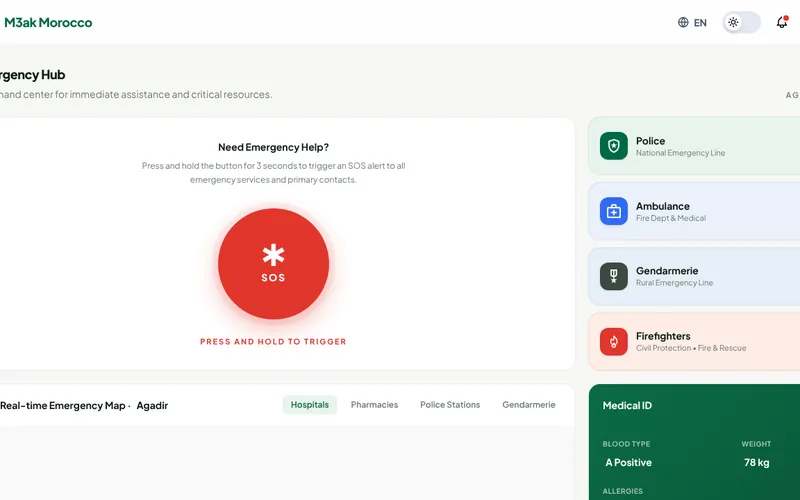 M3ak Morocco
EN
rgency Hub
nand center for immediate assistance and critical resources.
AG
Need Emergency Help?
Press and hold the button for 3 seconds to trigger an SOS alert to all
emergency services and primary contacts.
SOS
PRESS AND HOLD TO TRIGGER
Police
National Emergency Line
Ambulance
Fire Dept & Medical
Gendarmerie
Rural Emergency Line
Firefighters
Civil Protection • Fire & Rescue
Real-time Emergency Map · Agadir
Hospitals
Pharmacies
Police Stations
Gendarmerie
Medical ID
BLOOD TYPE
WEIGHT
A Positive
78 kg
ALLERGIES